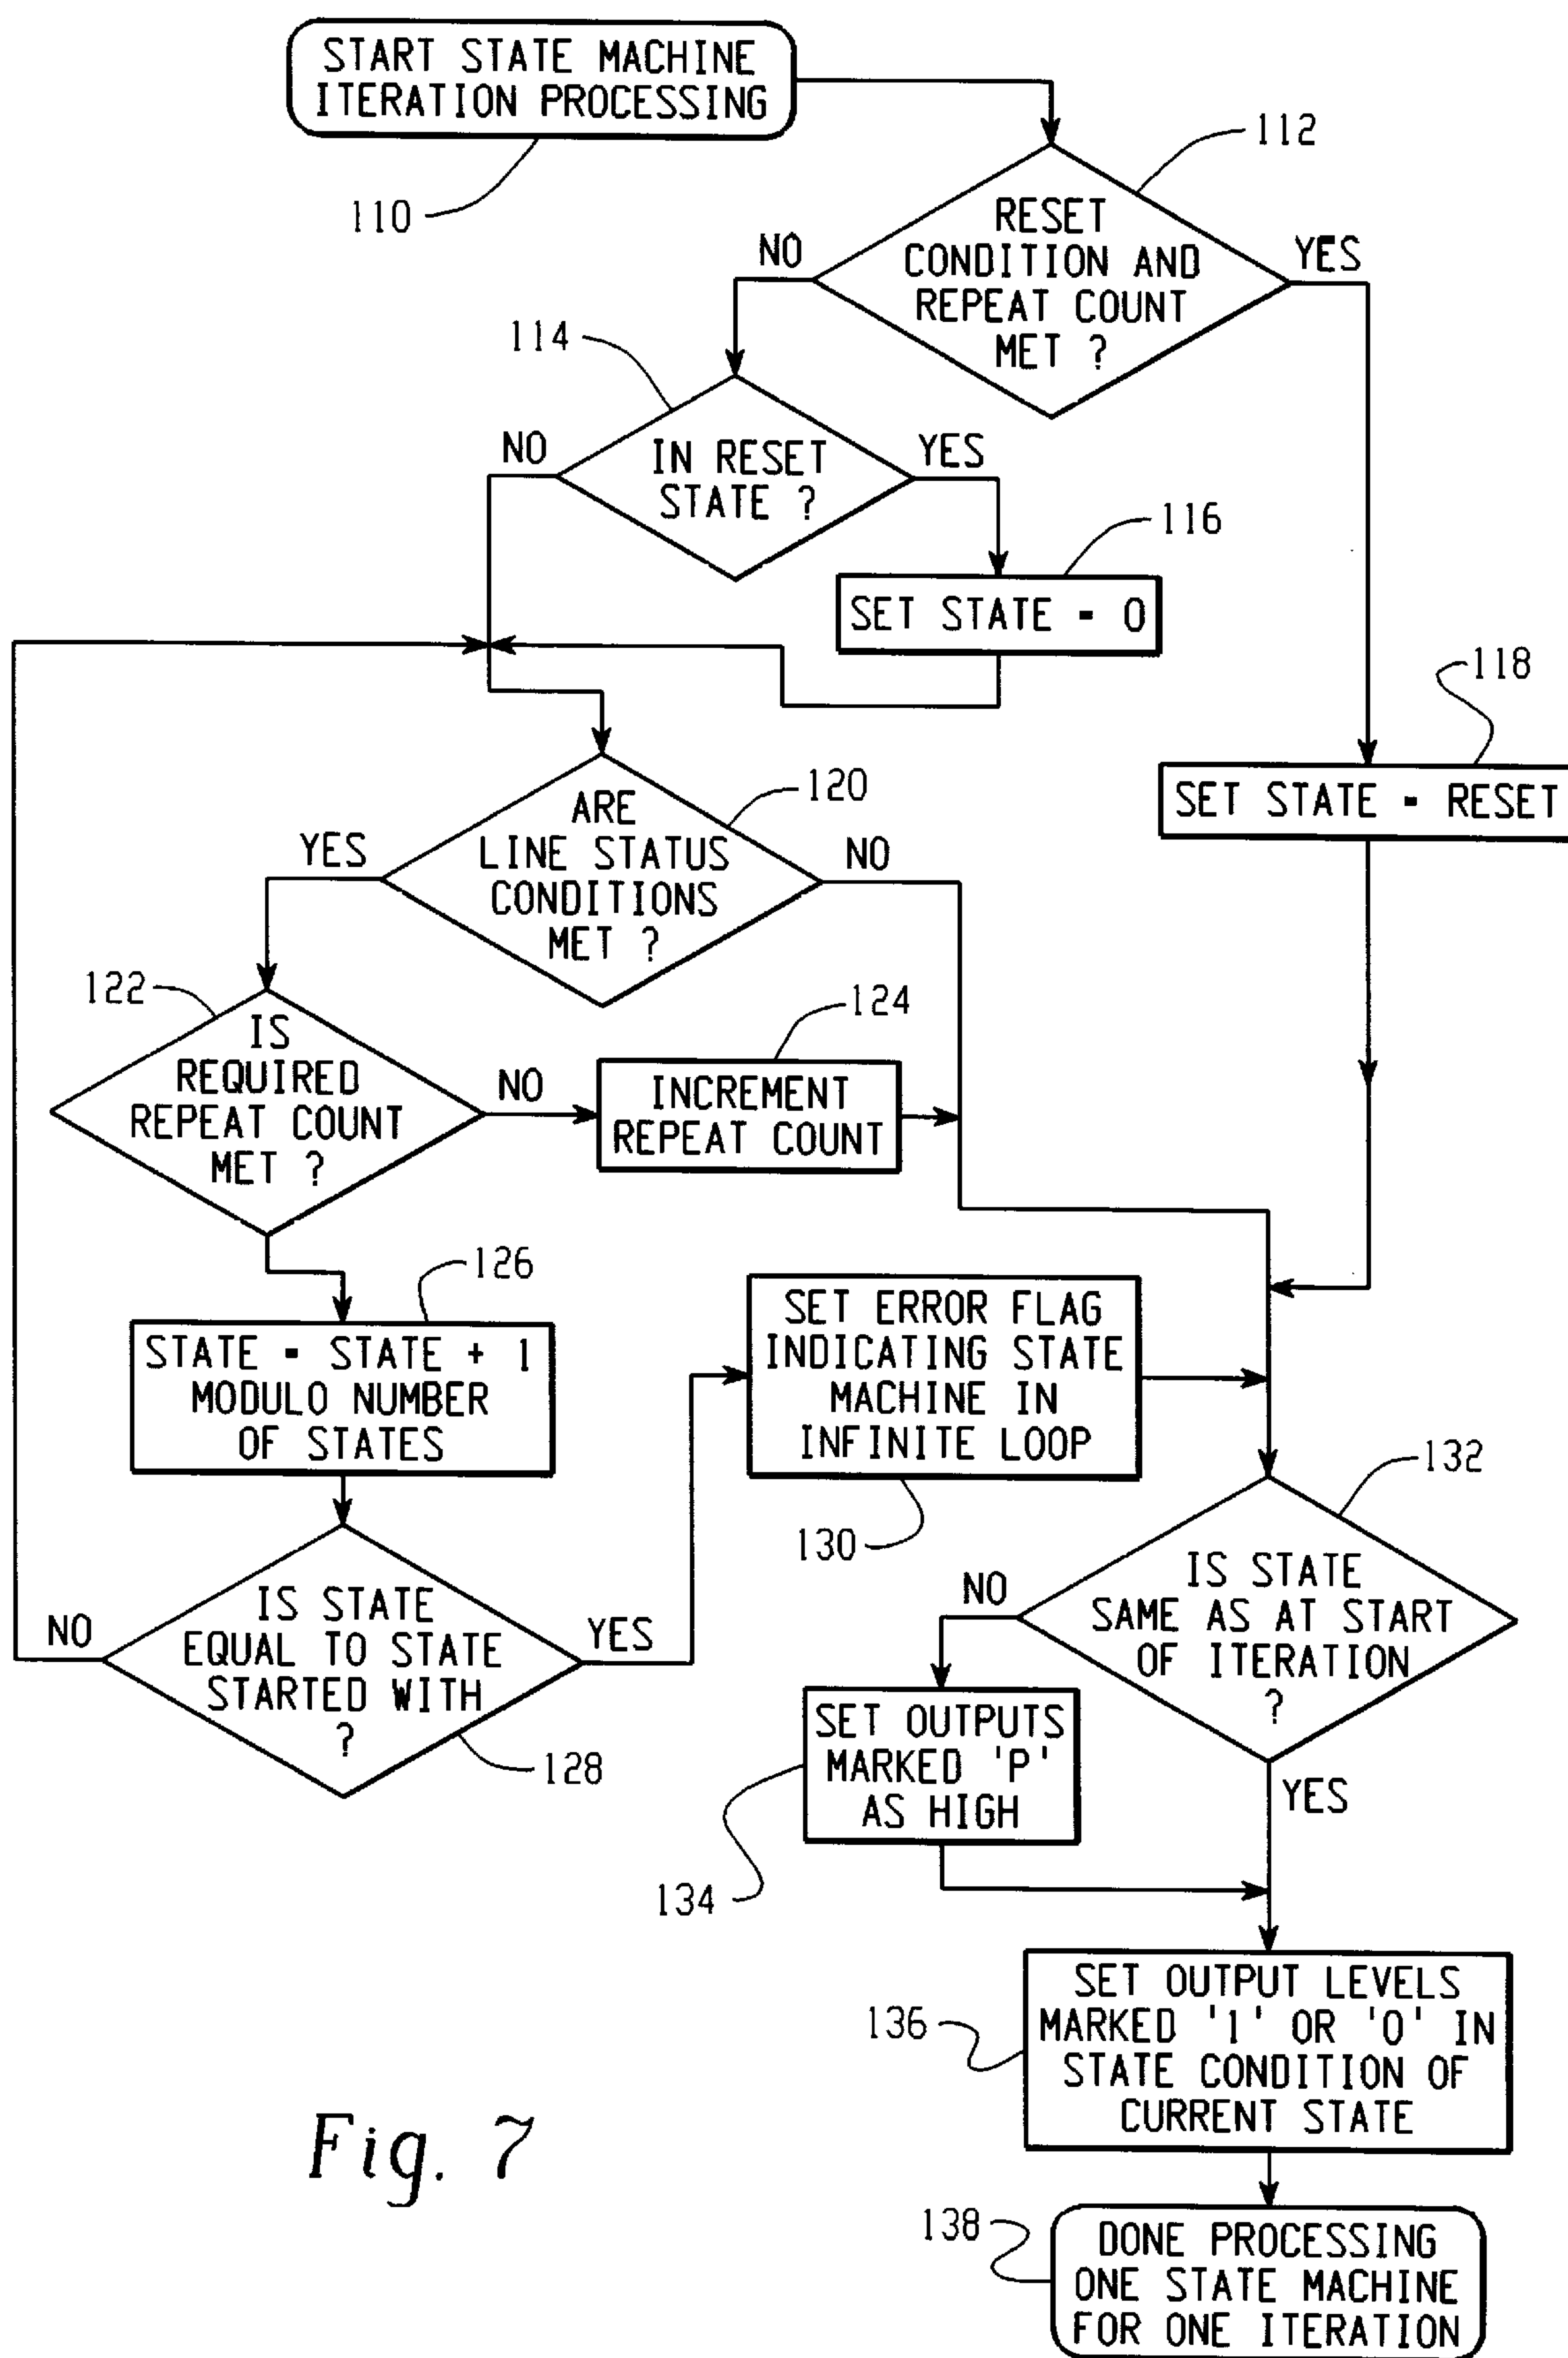 START STATE MACHINE
ITERATION PROCESSING
110
112
RESET
CONDITION AND
REPEAT COUNT
MET ?
NO
YES
114
IN RESET
STATE ?
NO
YES
116
SET STATE = 0
118
SET STATE = RESET
120
ARE
LINE STATUS
CONDITIONS
MET ?
YES
NO
122
IS
REQUIRED
REPEAT COUNT
MET ?
NO
124
INCREMENT
REPEAT COUNT
126
STATE = STATE + 1
MODULO NUMBER
OF STATES
SET ERROR FLAG
INDICATING STATE
MACHINE IN
INFINITE LOOP
130
IS STATE
EQUAL TO STATE
STARTED WITH
?
NO
YES
128
132
IS STATE
SAME AS AT START
OF ITERATION
?
NO
YES
SET OUTPUTS
MARKED 'P'
AS HIGH
134
136
SET OUTPUT LEVELS
MARKED '1' OR '0' IN
STATE CONDITION OF
CURRENT STATE
138
DONE PROCESSING
ONE STATE MACHINE
FOR ONE ITERATION
Fig. 7